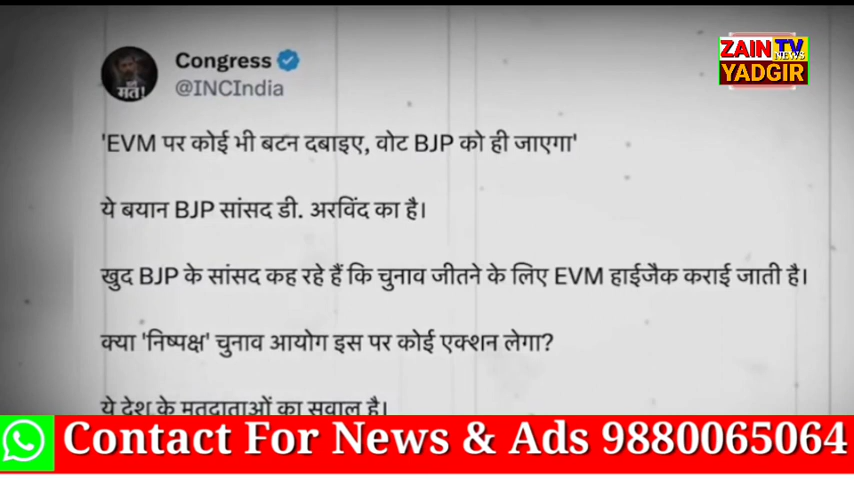 Congress
@INCIndia
ZAIN TV
NEWS
YADGIR
मत!
'EVM पर कोई भी बटन दबाइए, वोट BJP को ही जाएगा'
ये बयान BJP सांसद डी. अरविंद का है।
खुद BJP के सांसद कह रहे हैं कि चुनाव जीतने के लिए EVM हाईजैक कराई जाती है।
क्या 'निष्पक्ष' चुनाव आयोग इस पर कोई एक्शन लेगा?
ये देश के मतदाताओं का सवाल है।
Contact For News & Ads 9880065064